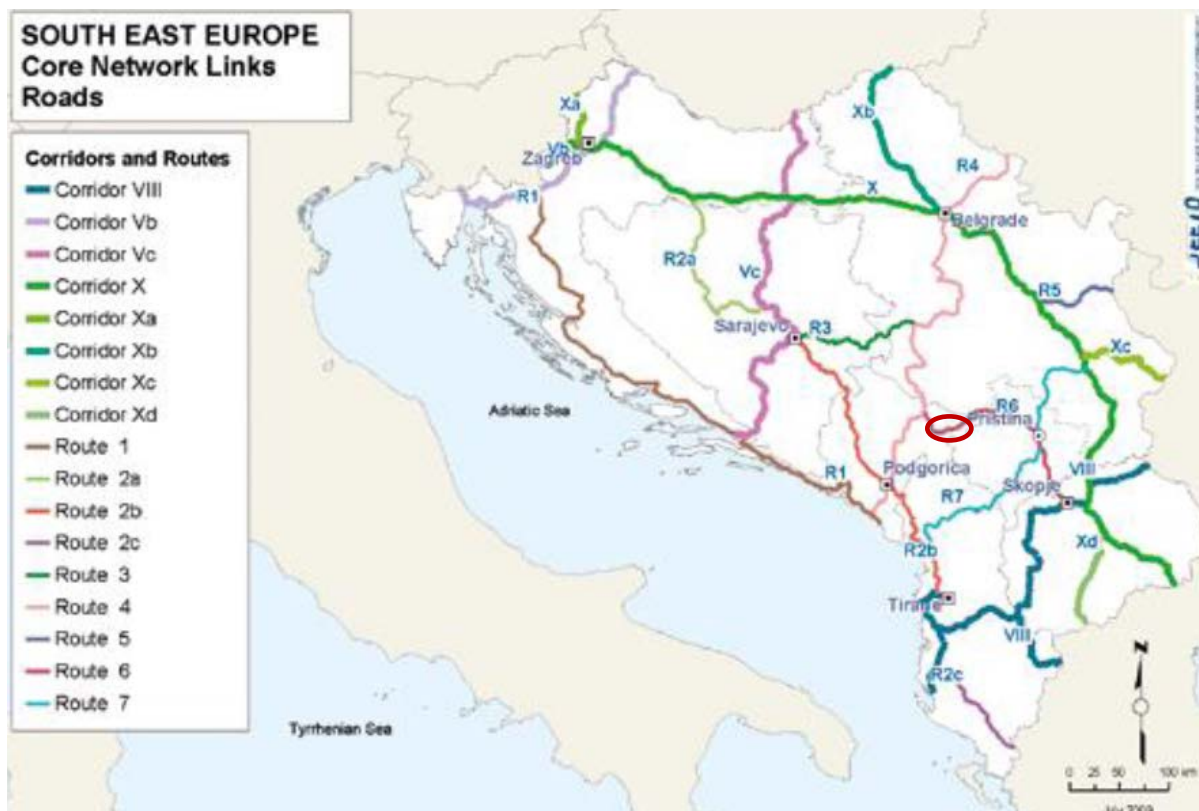 SOUTH EAST EUROPE
Core Network Links
Roads
Corridors and Routes
Corridor VIII
Corridor Vb
Corridor Vc
Corridor X
Corridor Xa
Corridor Xb
Corridor Xc
Corridor Xd
Route 1
Route 2a
Route 2b
Route 2c
Route 3
Route 4
Route 5
Route 6
Route 7
Xa
Xb
Vb
Zagreb
R4
R1
X
Belgrade
R2a
Vc
R5
Sarajevo
R3
Xc
Adriatic Sea
R6
Pristina
R1
Podgorica
VIII
R7
Skopje
R2b
Xd
Tirane
VIII
R2c
N
Tyrrhenian Sea
0 25 50 100 km